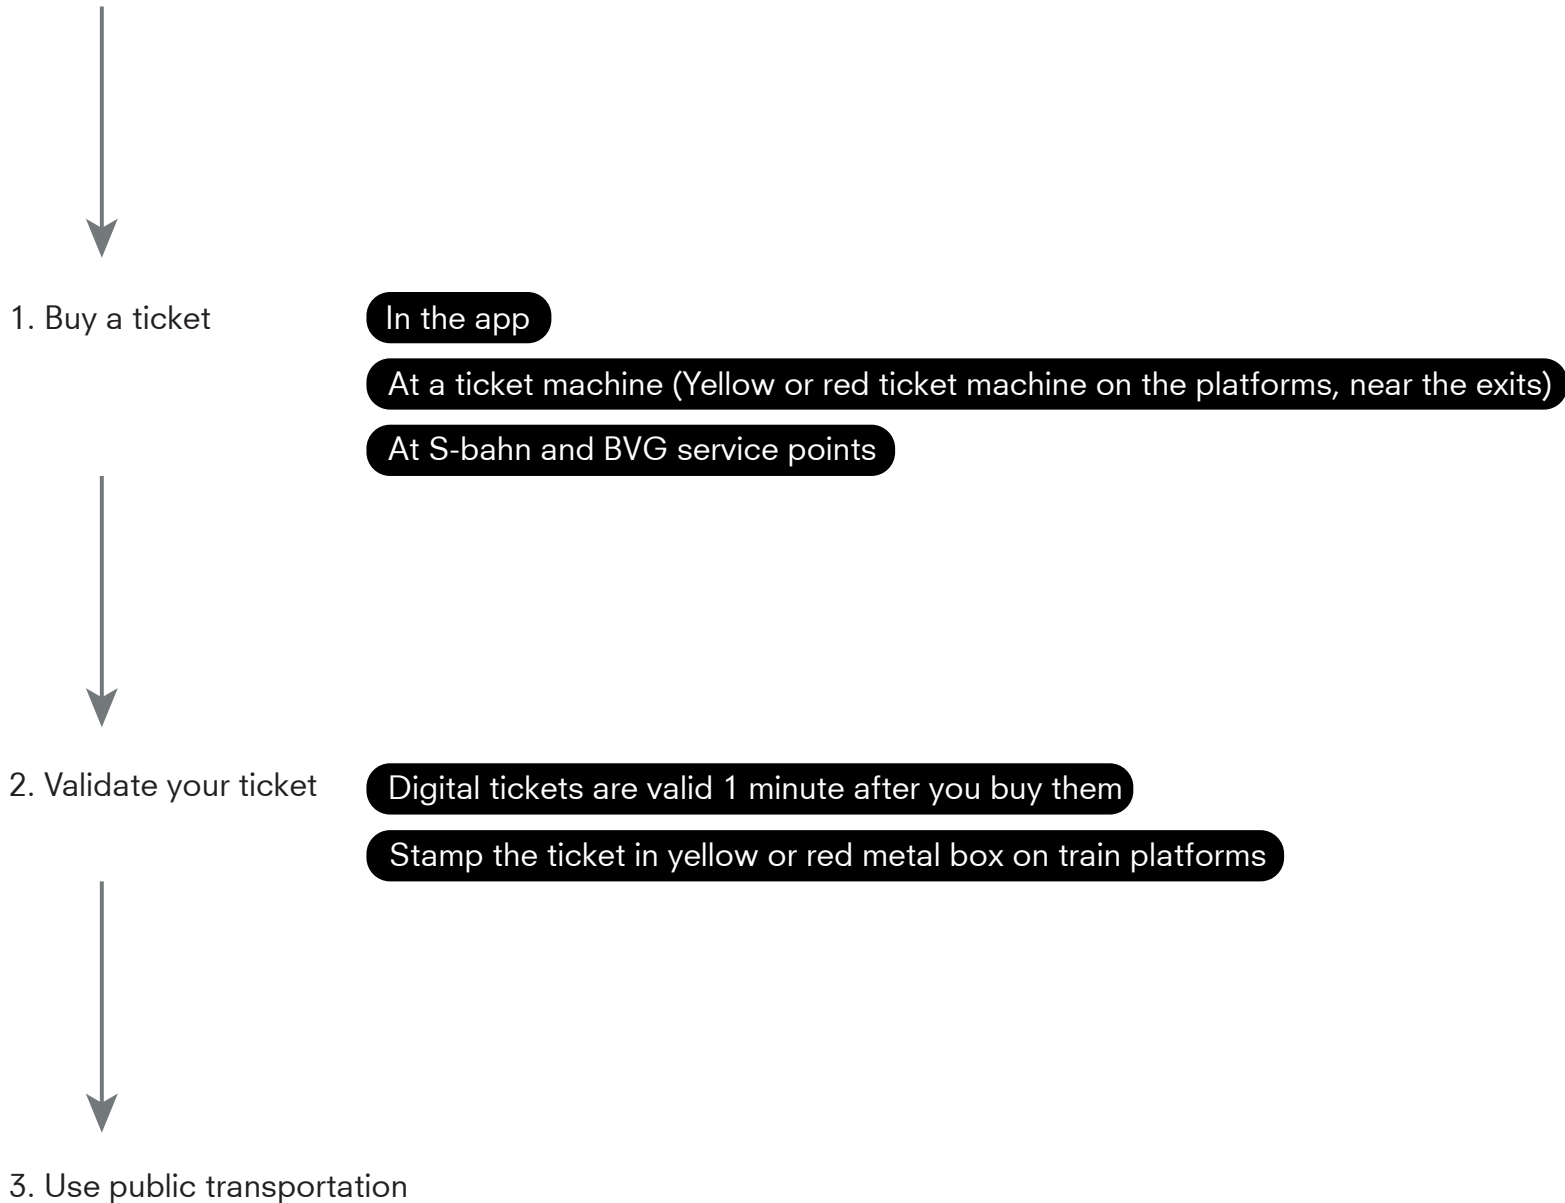 1. Buy a ticket
In the app
At a ticket machine (Yellow or red ticket machine on the platforms, near the exits)
At S-bahn and BVG service points
2. Validate your ticket
Digital tickets are valid 1 minute after you buy them
Stamp the ticket in yellow or red metal box on train platforms
3. Use public transportation